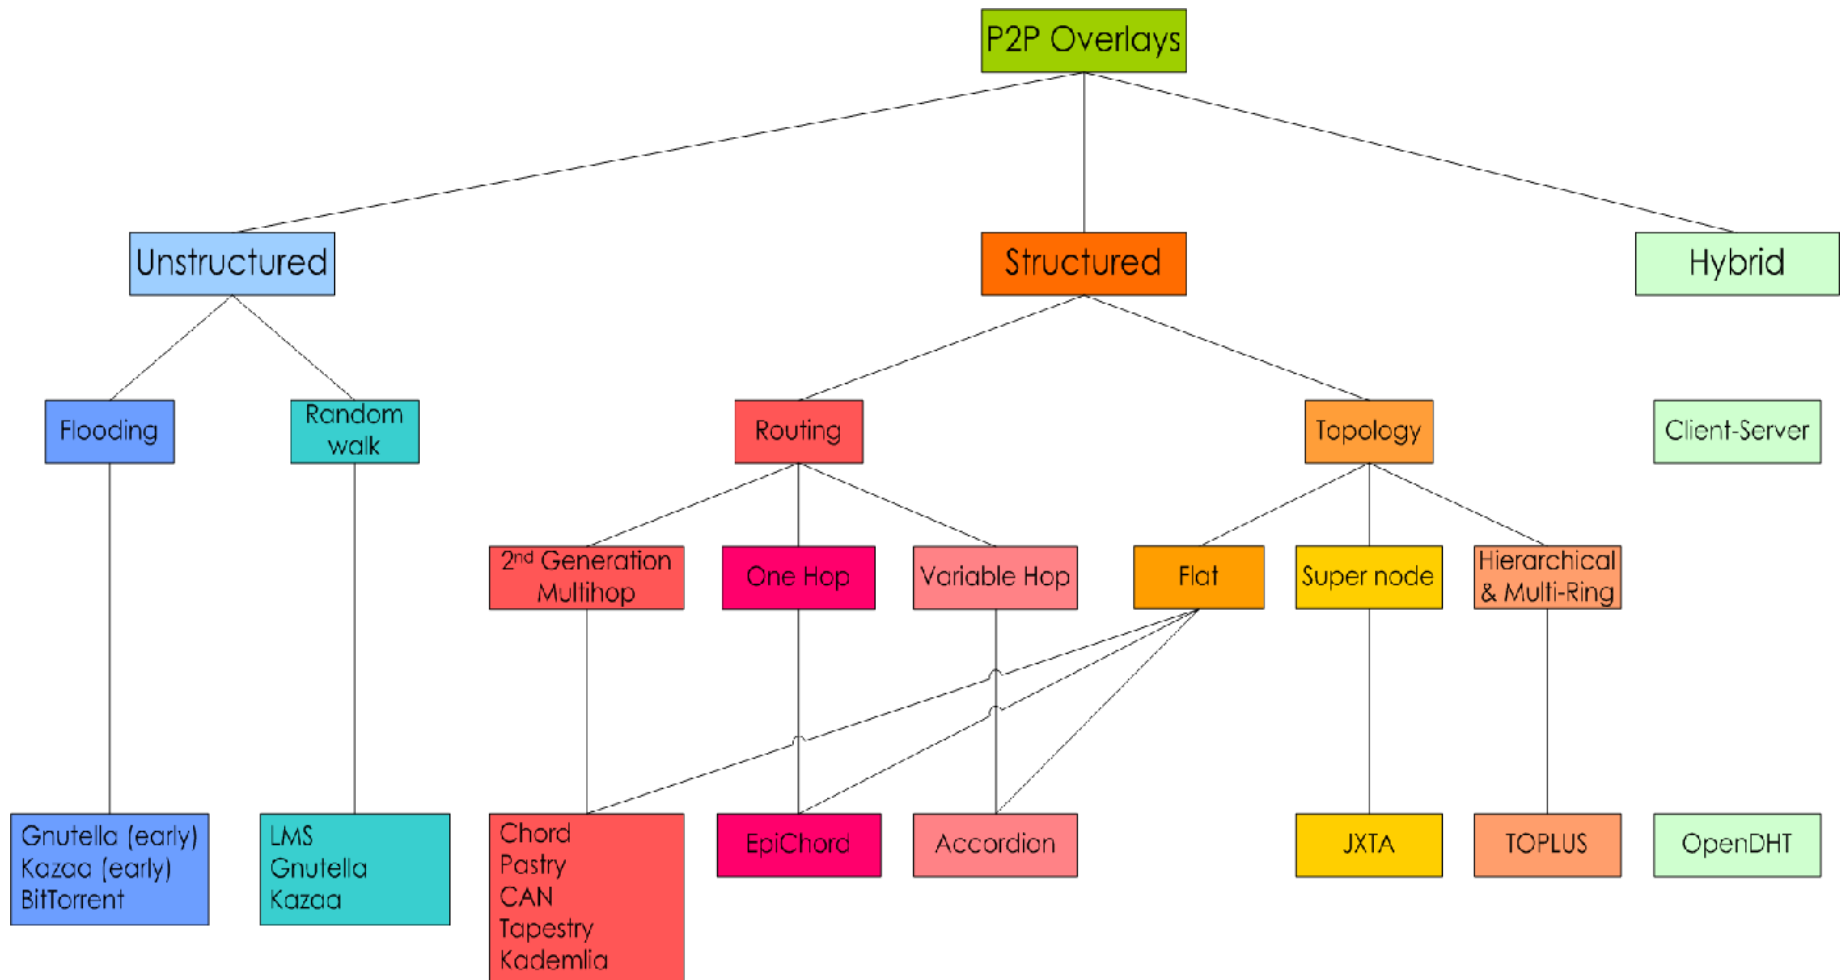 P2P Overlays
Unstructured
Structured
Hybrid
Flooding
Random
walk
Routing
Topology
Client-Server
2nd Generation
Multihop
One Hop
Variable Hop
Flat
Super node
Hierarchical
& Multi-Ring
Gnutella (early)
Kazaa (early)
BitTorrent
LMS
Gnutella
Kazaa
Chord
Pastry
CAN
Tapestry
Kademlia
EpiChord
Accordion
JXTA
TOPLUS
OpenDHT